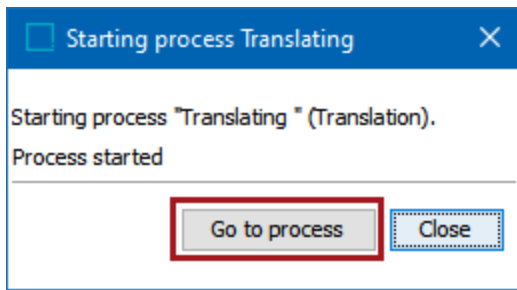 Starting process Translating
Starting process "Translating " (Translation).
Process started
Go to process
Close